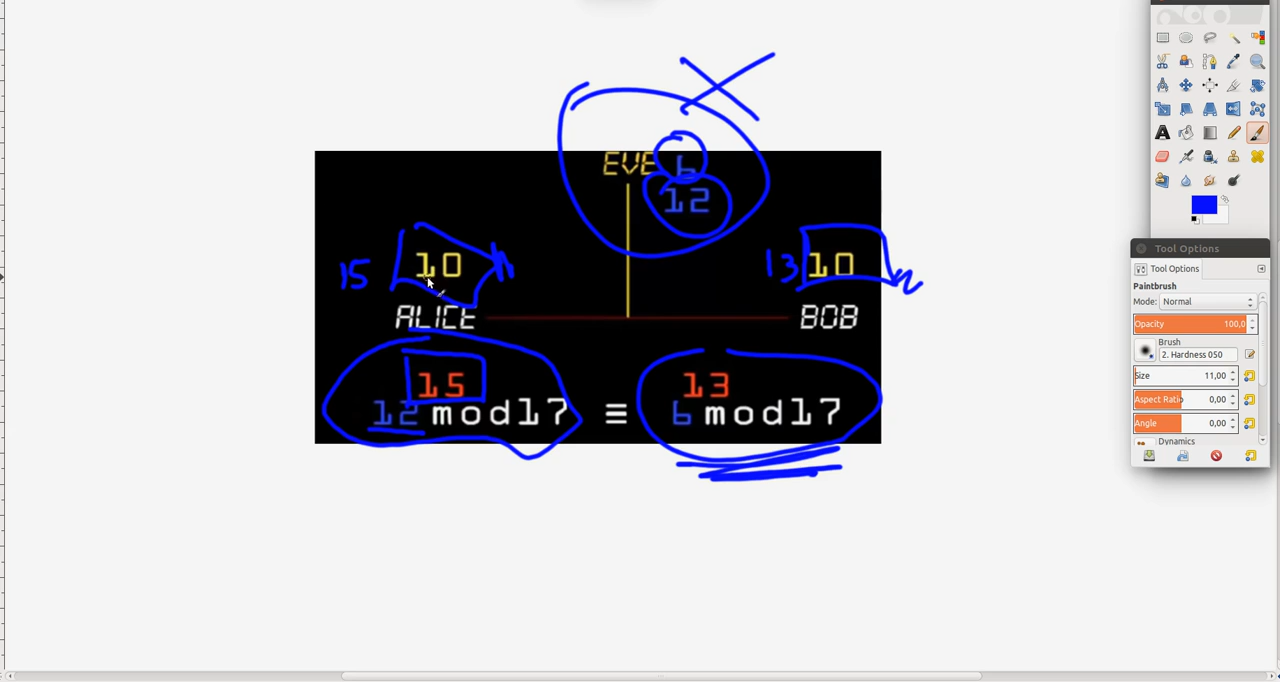 EVE 6
12
15 10
13 10
ALICE
BOB
15
13
12 mod17 ≡ 6 mod17
Tool Options
Tool Options
Paintbrush
Mode: Normal
Opacity 100,0
Brush
2. Hardness 050
Size 11,00
Aspect Ratio 0,00
Angle 0,00
Dynamics